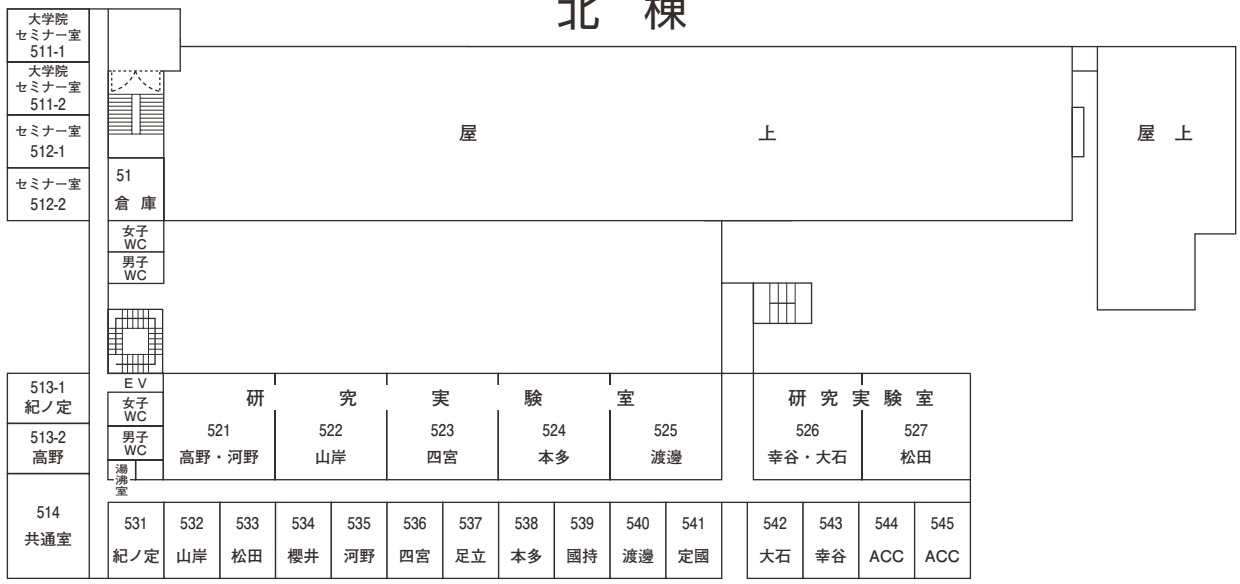 北 棟
大学院
セミナー室
511-1
大学院
セミナー室
511-2
セミナー室
512-1
セミナー室
512-2
51
倉 庫
女子
WC
男子
WC
屋 上
屋 上
513-1
紀ノ定
513-2
高野
514
共通室
E V
女子
WC
男子
WC
湯沸室
研 究 実 験 室
521
高野・河野
522
山岸
523
四宮
524
本多
525
渡邊
研 究 実 験 室
526
幸谷・大石
527
松田
531
紀ノ定
532
山岸
533
松田
534
櫻井
535
河野
536
四宮
537
足立
538
本多
539
國持
540
渡邊
541
定國
542
大石
543
幸谷
544
ACC
545
ACC